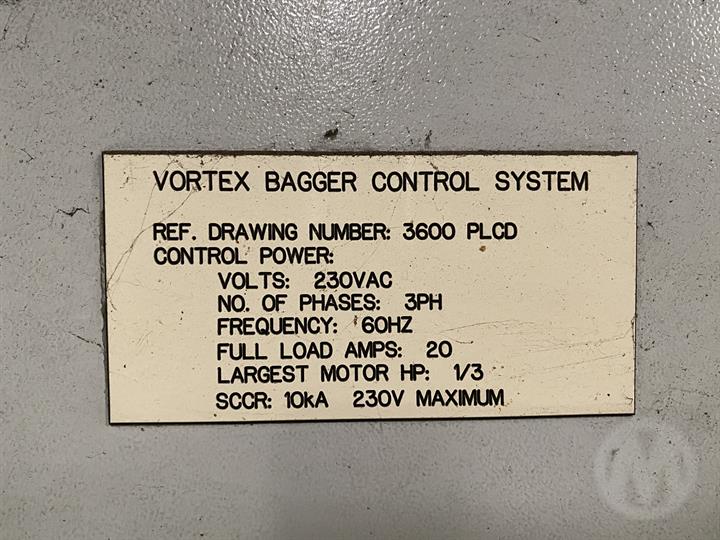 VORTEX BAGGER CONTROL SYSTEM
REF. DRAWING NUMBER: 3600 PLCD
CONTROL POWER:
VOLTS: 230VAC
NO. OF PHASES: 3PH
FREQUENCY: 60HZ
FULL LOAD AMPS: 20
LARGEST MOTOR HP: 1/3
SCCR: 10kA 230V MAXIMUM
M